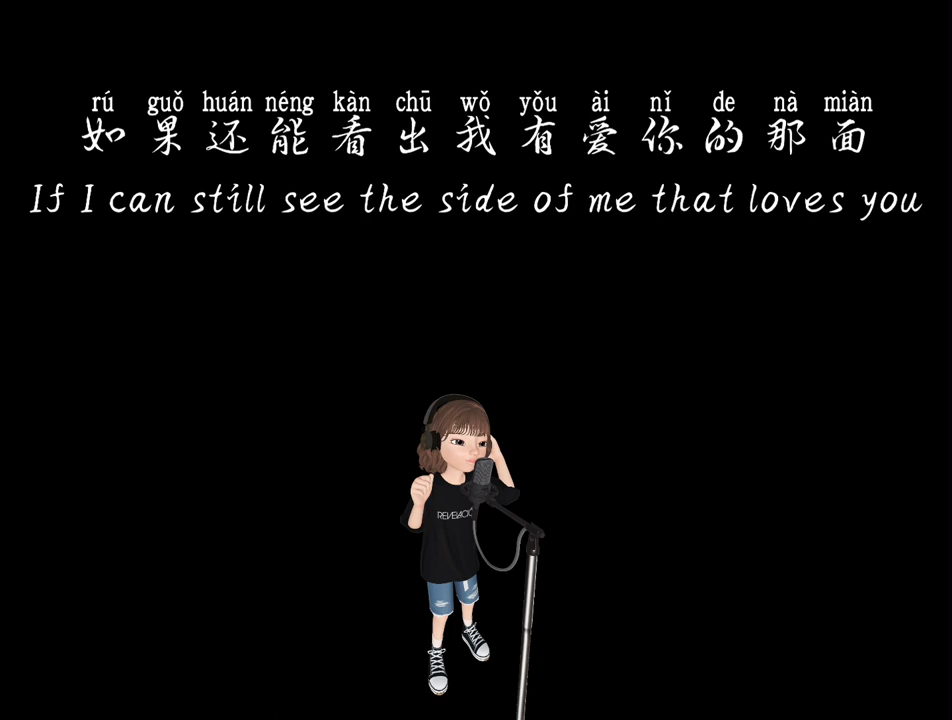 rú guǒ huán néng kàn chū wǒ yǒu ài nǐ de nà miàn
如果还能看出我有爱你的那面
If I can still see the side of me that loves you